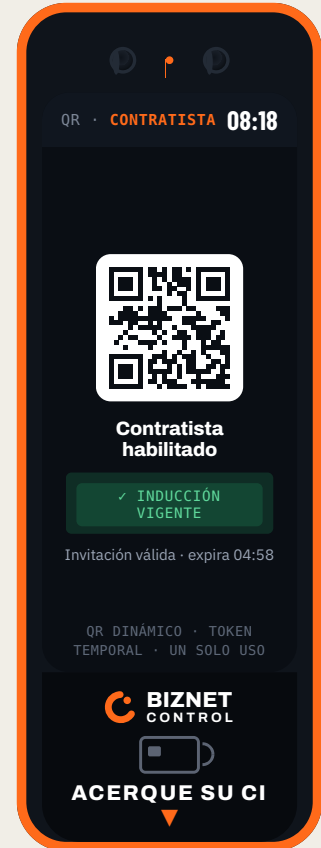 QR · CONTRATISTA 08:18
Contratista
habilitado
✓ INDUCCIÓN
VIGENTE
Invitación válida · expira 04:58
QR DINÁMICO · TOKEN
TEMPORAL · UN SOLO USO
BIZNET
CONTROL
ACERQUE SU CI